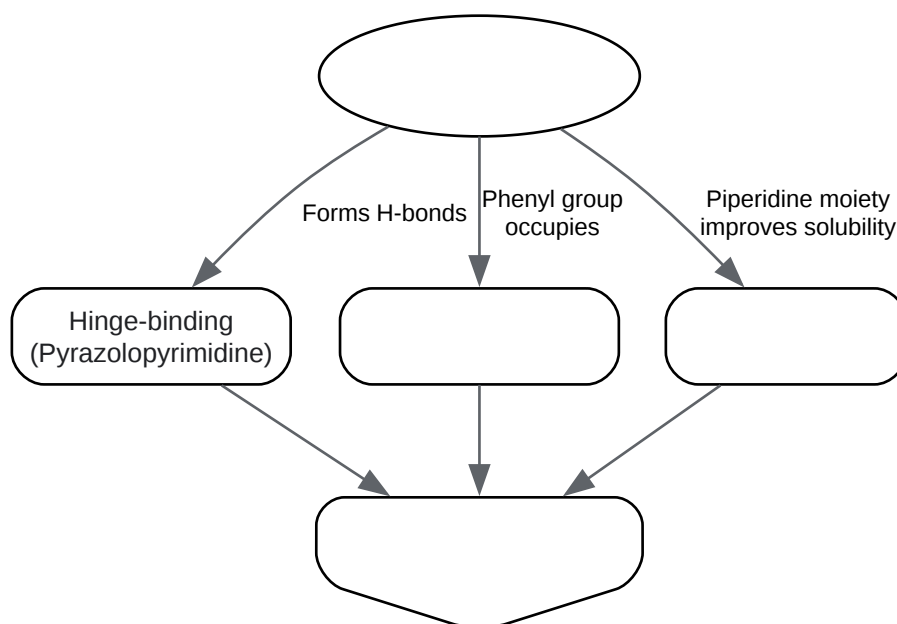 Forms H-bonds
Phenyl group
occupies
Piperidine moiety
improves solubility
Hinge-binding
(Pyrazolopyrimidine)